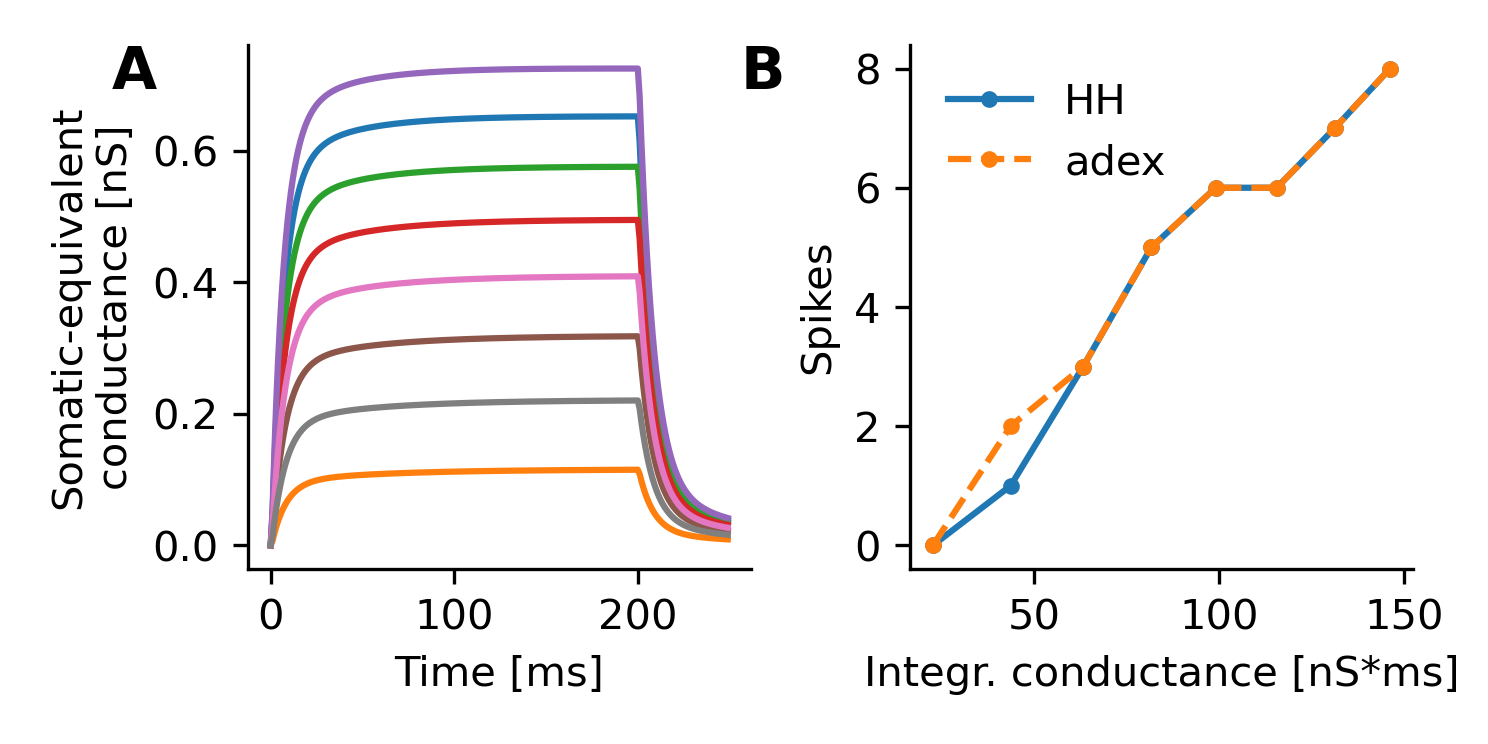 A
Somatic-equivalent
conductance [nS]
0.6
0.4
0.2
0.0
0
100
200
Time [ms]
B
HH
adex
Spikes
8
6
4
2
0
50
100
150
Integr. conductance [nS*ms]